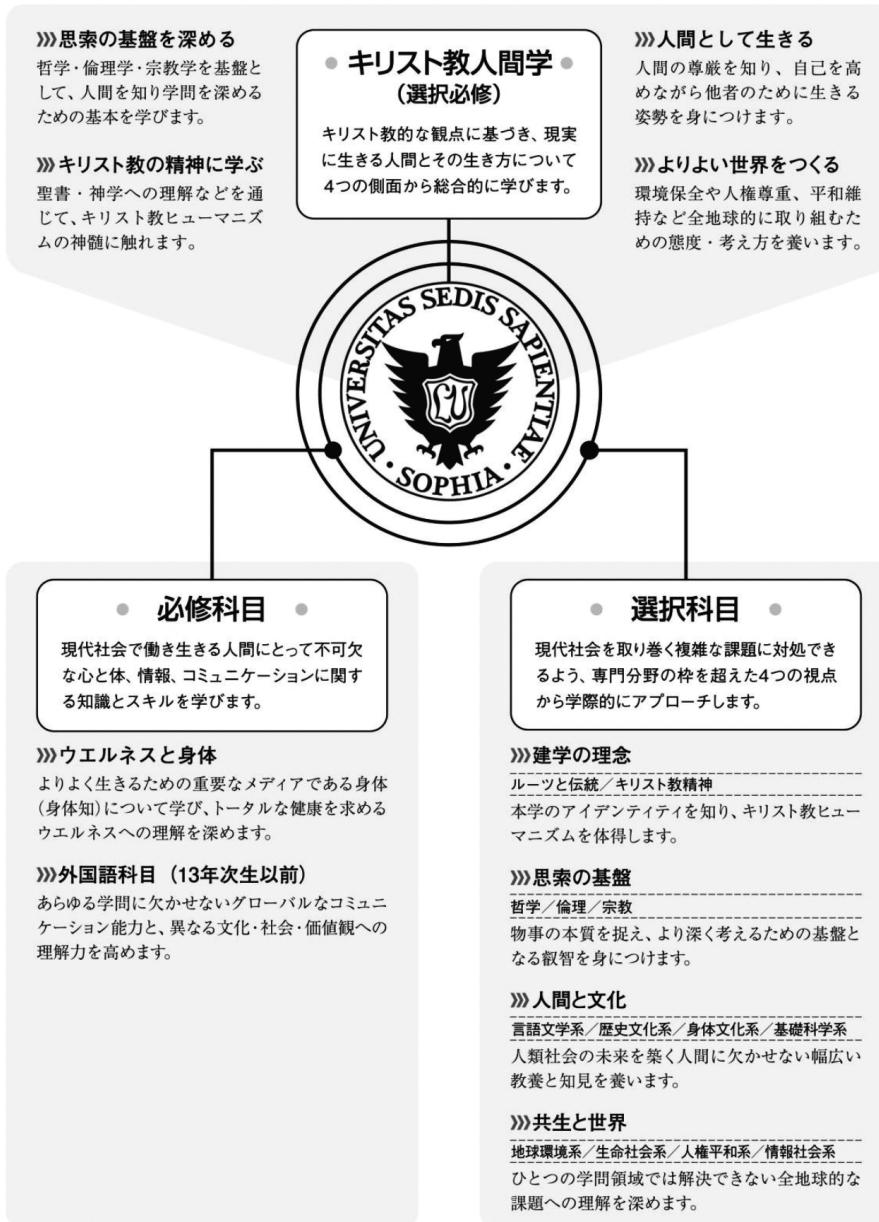 ⟫思索の基盤を深める
哲学・倫理学・宗教学を基盤と
して、人間を知り学問を深める
ための基本を学びます。
⟫キリスト教の精神に学ぶ
聖書・神学への理解などを通
じて、キリスト教ヒューマニズ
ムの神髄に触れます。
キリスト教人間学
（選択必修）
キリスト教的な観点に基づき、現実
に生きる人間とその生き方について
4つの側面から総合的に学びます。
⟫人間として生きる
人間の尊厳を知り、自己を高
めながら他者のために生きる
姿勢を身につけます。
⟫よりよい世界をつくる
環境保全や人権尊重、平和維
持など全地球的に取り組むた
めの態度・考え方を養います。
UNIVERSITAS SEDIS SAPIENTIAE
LU
SOPHIA
必修科目
現代社会で働き生きる人間にとって不可欠
な心と体、情報、コミュニケーションに関す
る知識とスキルを学びます。
⟫ウエルネスと身体
よりよく生きるための重要なメディアである身体
（身体知）について学び、トータルな健康を求める
ウエルネスへの理解を深めます。
⟫外国語科目（13年次生以前）
あらゆる学問に欠かせないグローバルなコミュニ
ケーション能力と、異なる文化・社会・価値観への
理解力を高めます。
選択科目
現代社会を取り巻く複雑な課題に対処でき
るよう、専門分野の枠を超えた4つの視点
から学際的にアプローチします。
⟫建学の理念
ルーツと伝統／キリスト教精神
本学のアイデンティティを知り、キリスト教ヒュー
マニズムを体得します。
⟫思索の基盤
哲学／倫理／宗教
物事の本質を捉え、より深く考えるための基盤と
なる叡智を身につけます。
⟫人間と文化
言語文学系／歴史文化系／身体文化系／基礎科学系
人類社会の未来を築く人間に欠かせない幅広い
教養と知見を養います。
⟫共生と世界
地球環境系／生命社会系／人権平和系／情報社会系
ひとつの学問領域では解決できない全地球的な
課題への理解を深めます。